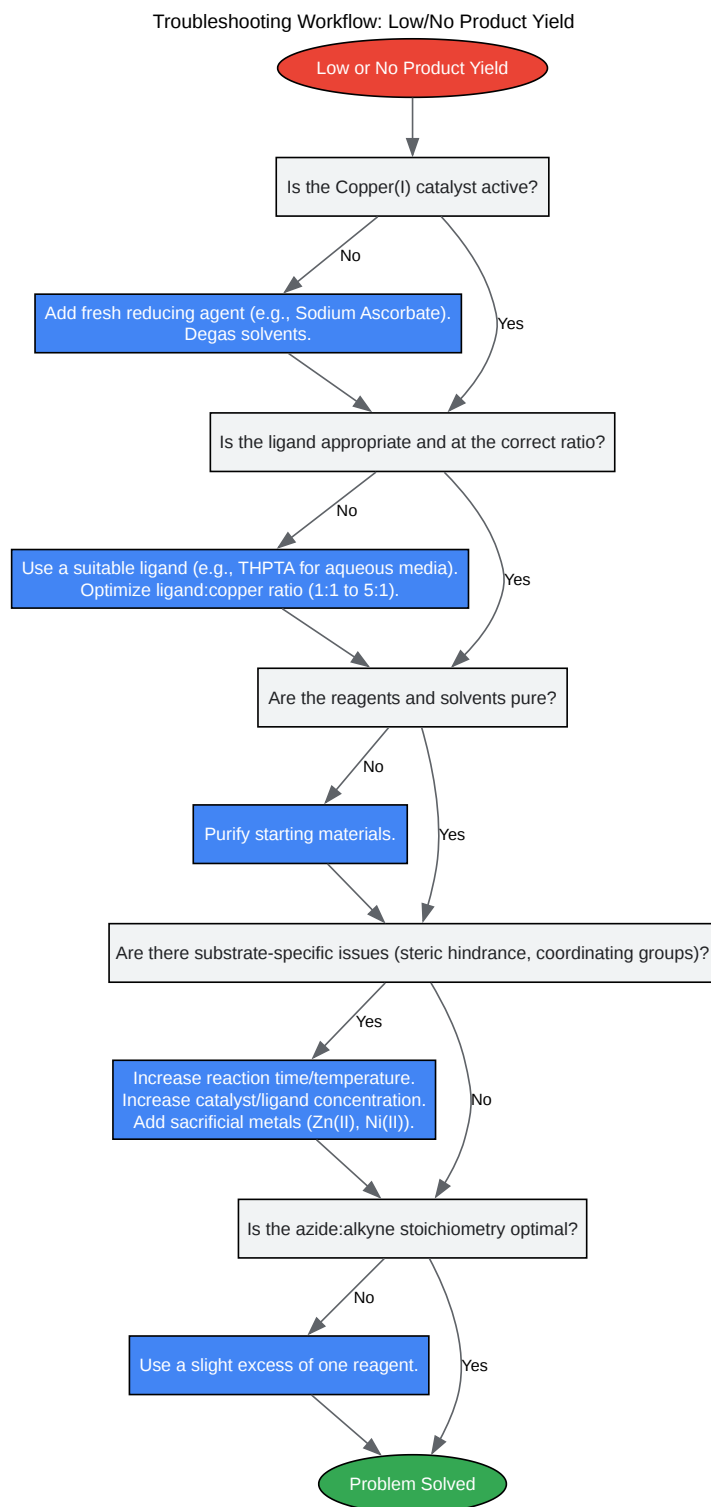 Troubleshooting Workflow: Low/No Product Yield
Low or No Product Yield
Is the Copper(I) catalyst active?
No
Add fresh reducing agent (e.g., Sodium Ascorbate).
Degas solvents.
Yes
Is the ligand appropriate and at the correct ratio?
No
Use a suitable ligand (e.g., THPTA for aqueous media).
Optimize ligand:copper ratio (1:1 to 5:1).
Yes
Are the reagents and solvents pure?
No
Purify starting materials.
Yes
Are there substrate-specific issues (steric hindrance, coordinating groups)?
Yes
Increase reaction time/temperature.
Increase catalyst/ligand concentration.
Add sacrificial metals (Zn(II), Ni(II)).
No
Is the azide:alkyne stoichiometry optimal?
No
Use a slight excess of one reagent.
Yes
Problem Solved